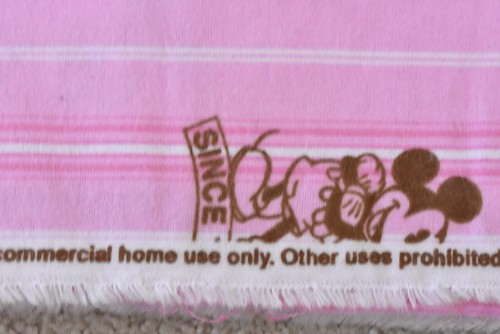 SINCE
commercial home use only. Other uses prohibited